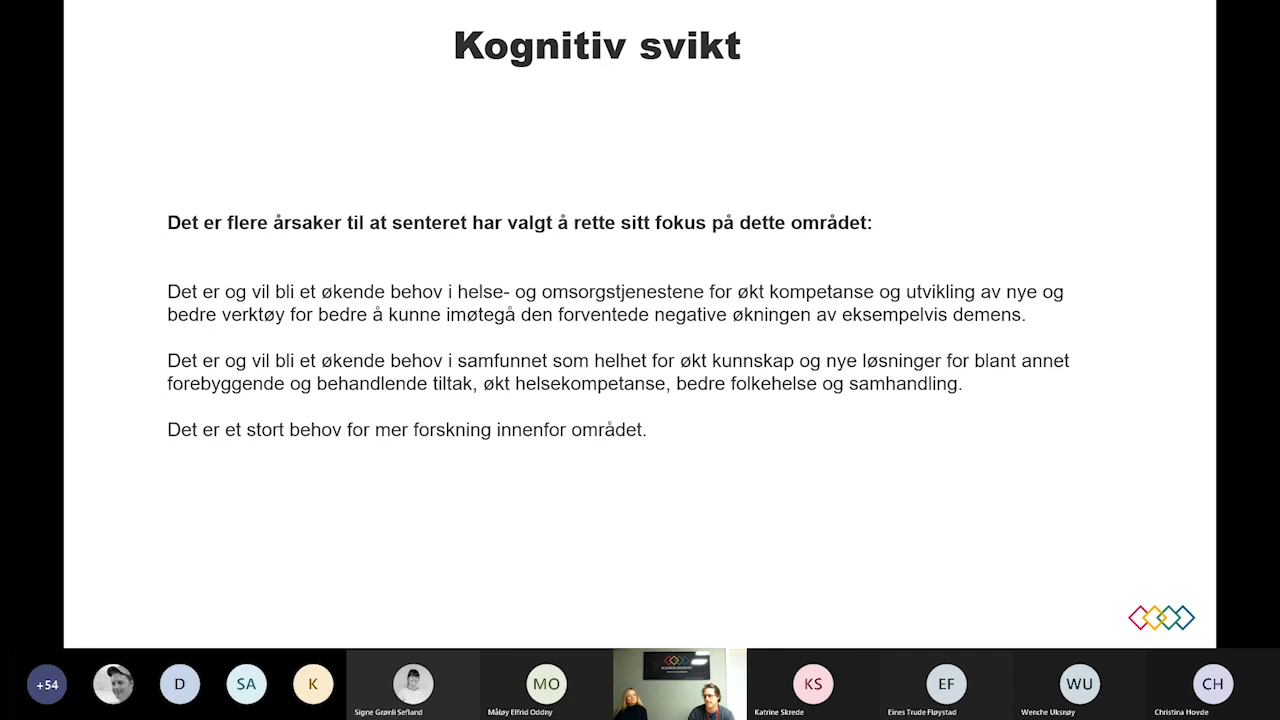 Kognitiv svikt
Det er flere årsaker til at senteret har valgt å rette sitt fokus på dette området:
Det er og vil bli et økende behov i helse- og omsorgstjenestene for økt kompetanse og utvikling av nye og
bedre verktøy for bedre å kunne imøtegå den forventede negative økningen av eksempelvis demens.
Det er og vil bli et økende behov i samfunnet som helhet for økt kunnskap og nye løsninger for blant annet
forebyggende og behandlende tiltak, økt helsekompetanse, bedre folkehelse og samhandling.
Det er et stort behov for mer forskning innenfor området.
+54
D
SA
K
MO
KS
EF
WU
CH
Signe Grønli Sefland
Måløy Elfrid Oddny
Katrine Skrede
Eines Trude Fløystad
Wenche Uksnøy
Christina Hovde